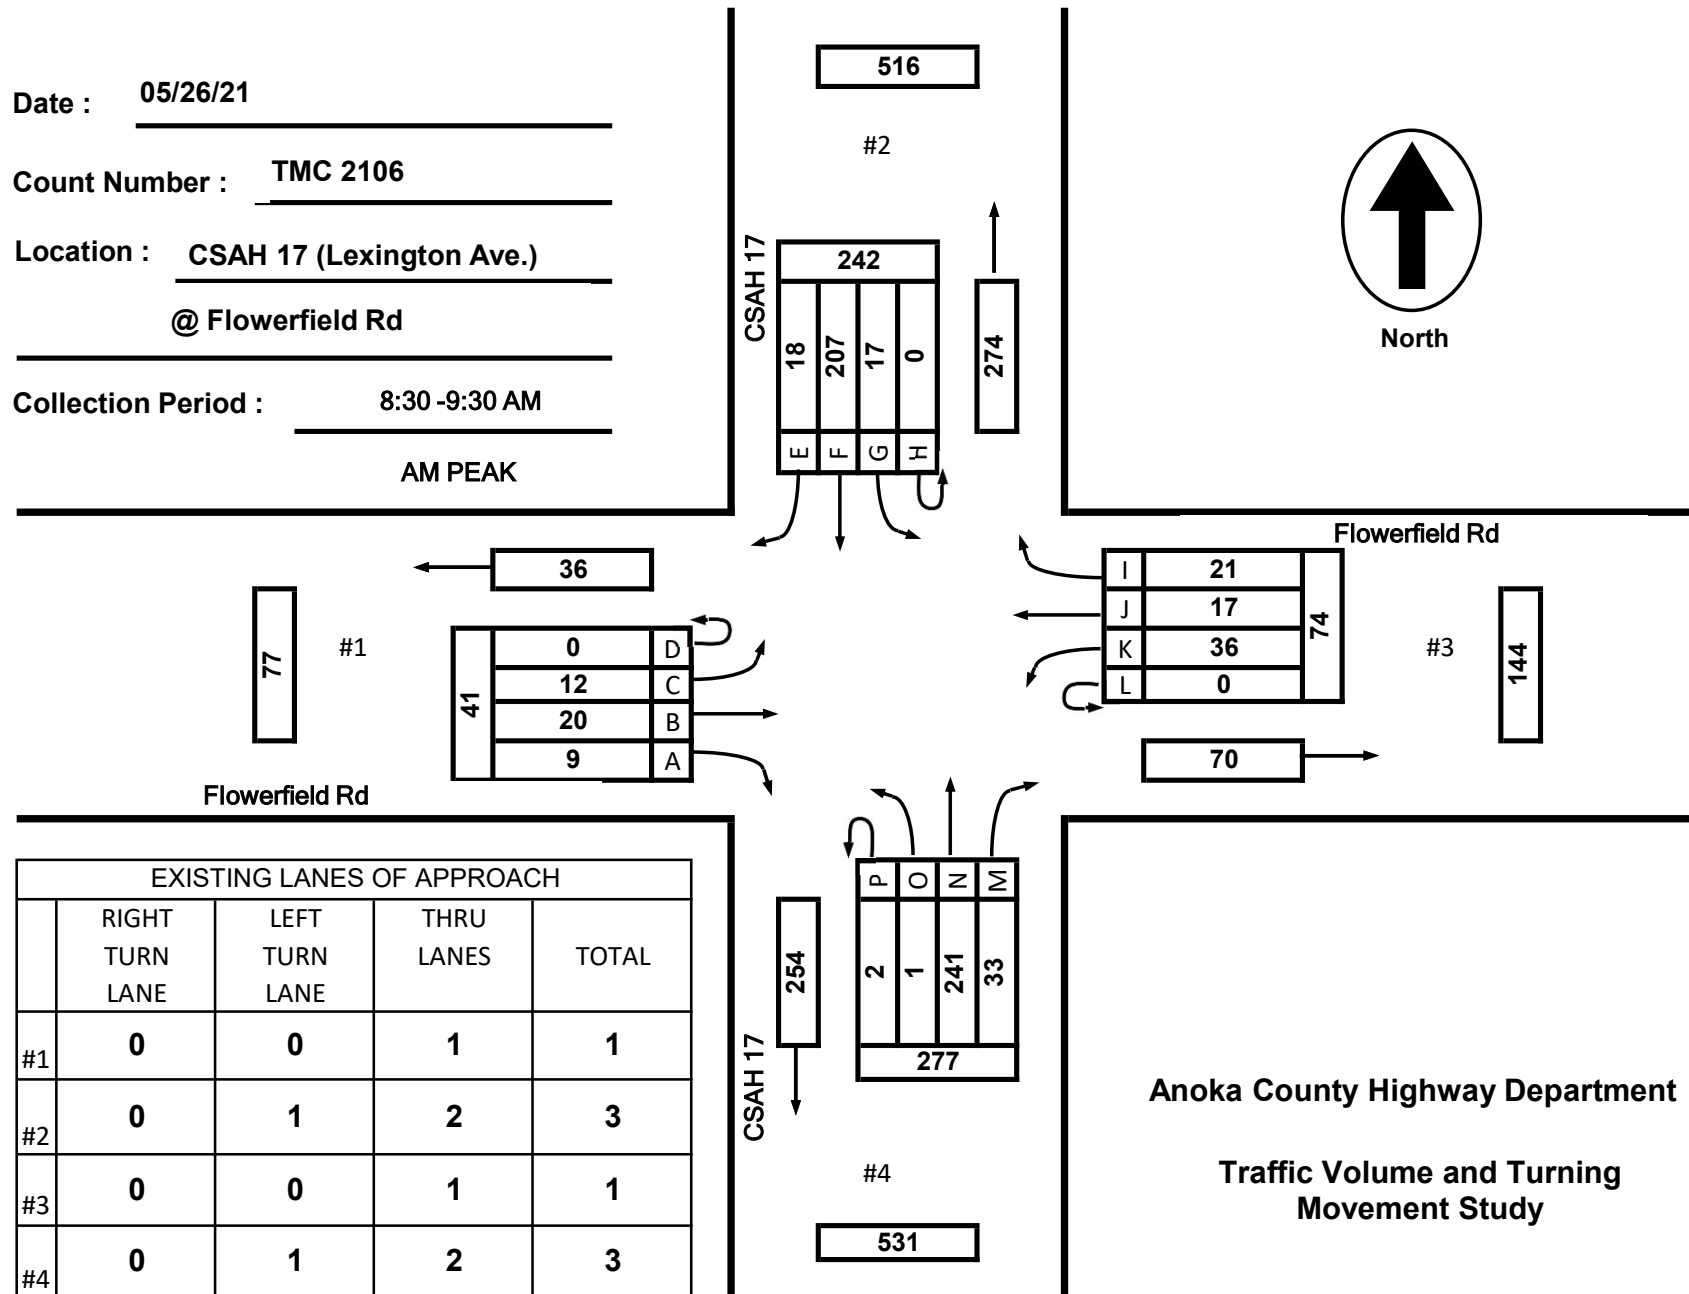 Date : 05/26/21
Count Number : TMC 2106
Location : CSAH 17 (Lexington Ave.)
@ Flowerfield Rd
Collection Period : 8:30 -9:30 AM
AM PEAK
516
#2
CSAH 17
242
18 207 17 0
E F G H
274
North
Flowerfield Rd
36
77
#1
41
0 D
12 C
20 B
9 A
Flowerfield Rd
I 21
J 17
K 36
L 0
74
#3
144
70
P O N M
2 1 241 33
277
254
CSAH 17
#4
531
EXISTING LANES OF APPROACH
RIGHT LEFT THRU
TURN TURN LANES TOTAL
LANE LANE
#1 0 0 1 1
#2 0 1 2 3
#3 0 0 1 1
#4 0 1 2 3
Anoka County Highway Department
Traffic Volume and Turning
Movement Study